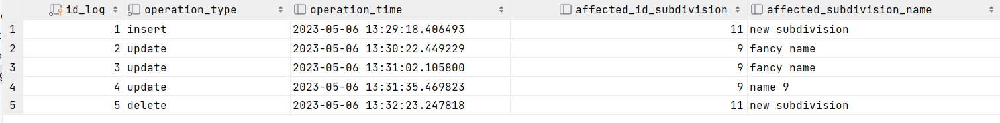 id_log operation_type operation_time affected_id_subdivision affected_subdivision_name
1 1 insert 2023-05-06 13:29:18.406493 11 new subdivision
2 2 update 2023-05-06 13:30:22.449229 9 fancy name
3 3 update 2023-05-06 13:31:02.105800 9 fancy name
4 4 update 2023-05-06 13:31:35.469823 9 name 9
5 5 delete 2023-05-06 13:32:23.247818 11 new subdivision